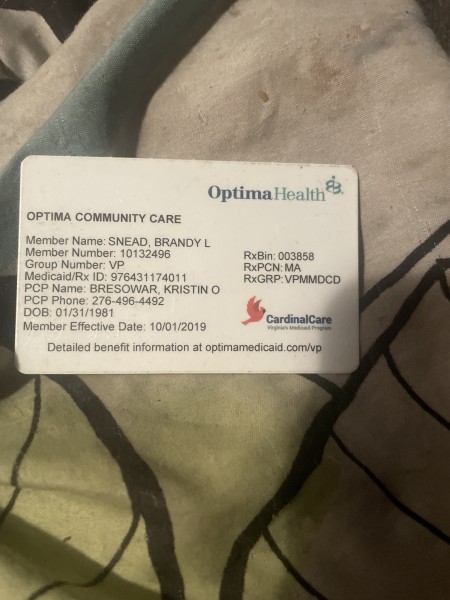 OptimaHealth
OPTIMA COMMUNITY CARE
Member Name: SNEAD, BRANDY L
Member Number: 10132496
Group Number: VP
Medicaid/Rx ID: 976431174011
PCP Name: BRESOWAR, KRISTIN O
PCP Phone: 276-496-4492
DOB: 01/31/1981
Member Effective Date: 10/01/2019
RxBin: 003858
RxPCN: MA
RxGRP: VPMMDCD
CardinalCare
Virginia's Medicaid Program
Detailed benefit information at optimamedicaid.com/vp